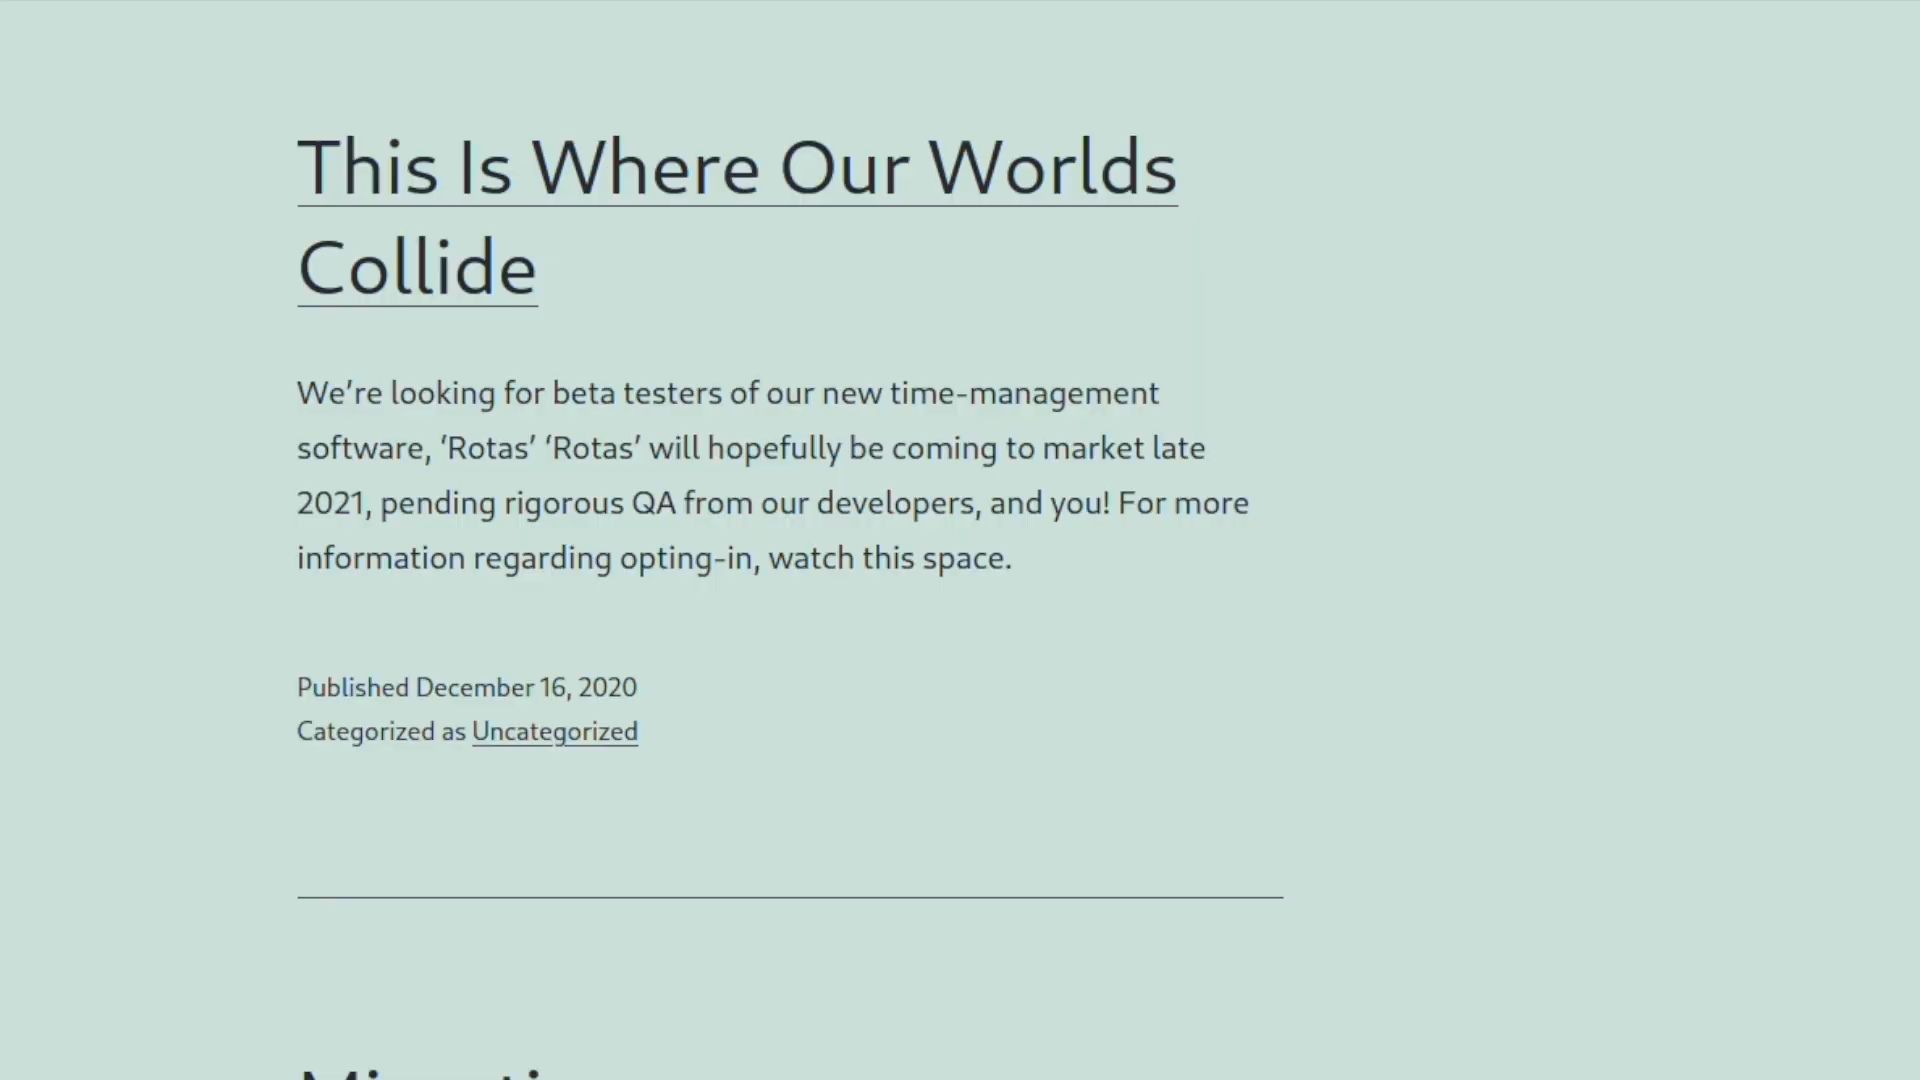 This Is Where Our Worlds
Collide
We’re looking for beta testers of our new time-management
software, ‘Rotas’ ‘Rotas’ will hopefully be coming to market late
2021, pending rigorous QA from our developers, and you! For more
information regarding opting-in, watch this space.
Published December 16, 2020
Categorized as Uncategorized